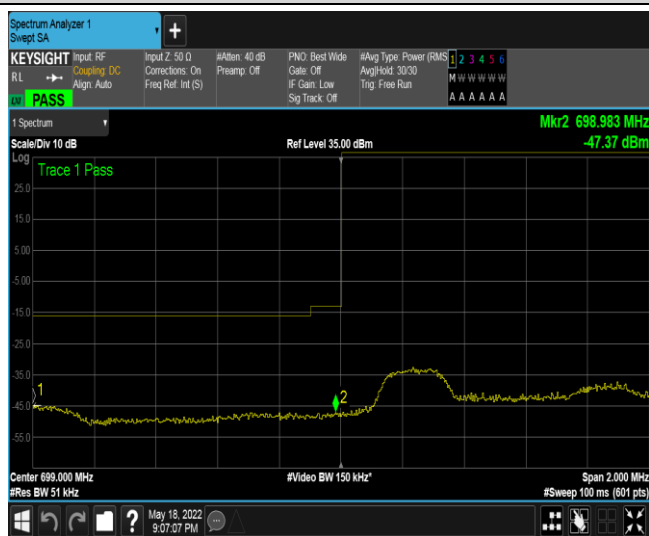 Spectrum Analyzer 1
Swept SA
+
KEYSIGHT Input: RF
RL
Coupling: DC
Align: Auto
LV PASS
Input Z: 50 Ω
Corrections: On
Freq Ref: Int (S)
#Atten: 40 dB
Preamp: Off
PNO: Best Wide
Gate: Off
IF Gain: Low
Sig Track: Off
#Avg Type: Power (RMS
Avg|Hold: 30/30
Trig: Free Run
1 2 3 4 5 6
M W W W W W
A A A A A A
1 Spectrum
Scale/Div 10 dB
Ref Level 35.00 dBm
Mkr2 698.983 MHz
-47.37 dBm
Log
Trace 1 Pass
25.0
15.0
5.00
-5.00
-15.0
-25.0
-35.0
-45.0
-55.0
1
2
Center 699.000 MHz
#Res BW 51 kHz
#Video BW 150 kHz*
Span 2.000 MHz
#Sweep 100 ms (601 pts)
?
May 18, 2022
9:07:07 PM